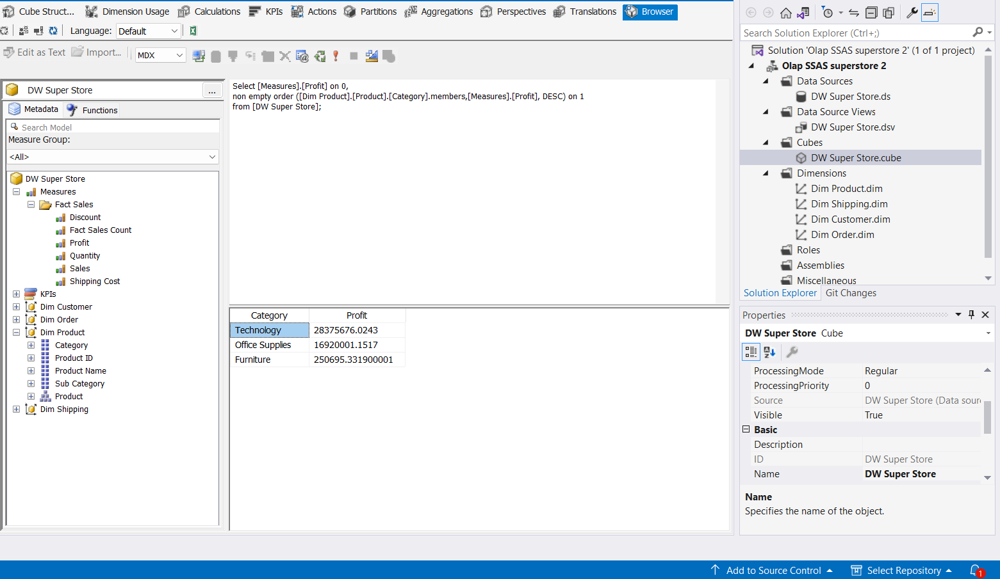 Cube Struct... Dimension Usage Calculations KPIs Actions Partitions Aggregations Perspectives Translations Browser
Language: Default
Edit as Text Import... MDX
DW Super Store ...
Metadata Functions
Search Model
Measure Group:
<All>
DW Super Store
Measures
Fact Sales
Discount
Fact Sales Count
Profit
Quantity
Sales
Shipping Cost
KPIs
Dim Customer
Dim Order
Dim Product
Category
Product ID
Product Name
Sub Category
Product
Dim Shipping
Select [Measures].[Profit] on 0,
non empty order ([Dim Product].[Product].[Category].members,[Measures].[Profit], DESC) on 1
from [DW Super Store];
Category Profit
Technology 28375676.0243
Office Supplies 16920001.1517
Furniture 250695.331900001
Search Solution Explorer (Ctrl+;)
Solution 'Olap SSAS superstore 2' (1 of 1 project)
Olap SSAS superstore 2
Data Sources
DW Super Store.ds
Data Source Views
DW Super Store.dsv
Cubes
DW Super Store.cube
Dimensions
Dim Product.dim
Dim Shipping.dim
Dim Customer.dim
Dim Order.dim
Roles
Assemblies
Miscellaneous
Solution Explorer Git Changes
Properties
DW Super Store Cube
ProcessingMode Regular
ProcessingPriority 0
Source DW Super Store (Data sour
Visible True
Basic
Description
ID DW Super Store
Name DW Super Store
Name
Specifies the name of the object.
Add to Source Control Select Repository 1